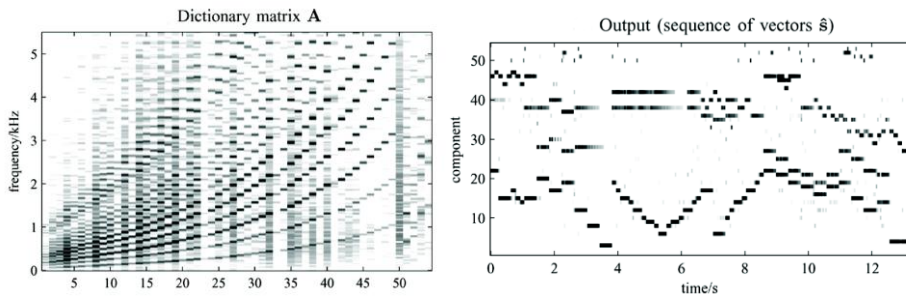 Dictionary matrix A
frequency/kHz
5
4
3
2
1
0
5 10 15 20 25 30 35 40 45 50
Output (sequence of vectors ŝ)
component
50
40
30
20
10
0 2 4 6 8 10 12
time/s